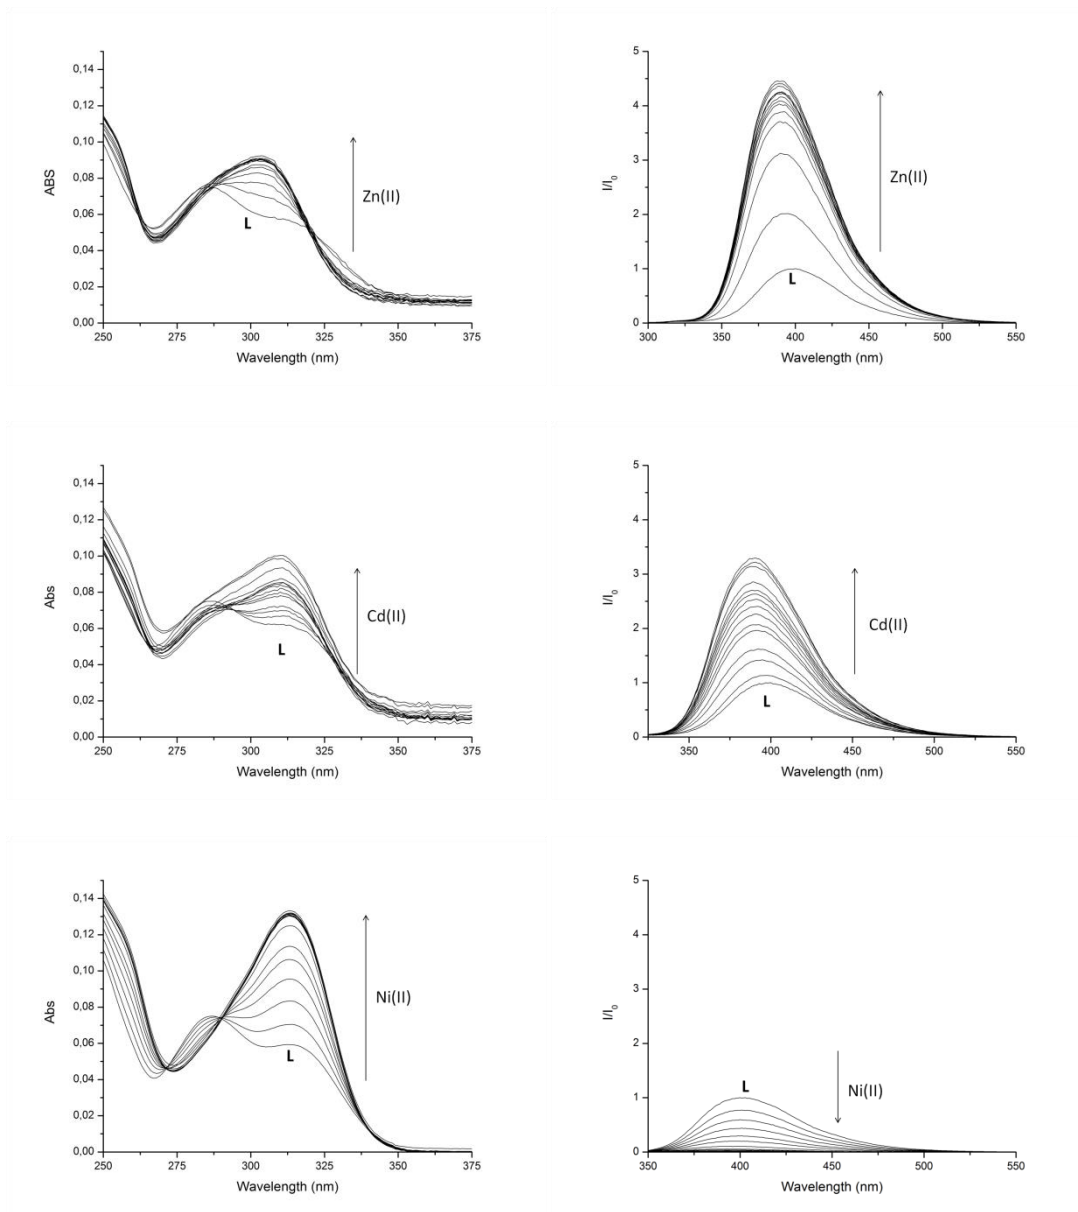 0,14
0,12
0,10
0,08
0,06
0,04
0,02
0,00
ABS
L
Zn(II)
250 275 300 325 350 375
Wavelength (nm)
5
4
3
2
1
0
I/I0
L
Zn(II)
300 350 400 450 500 550
Wavelength (nm)
0,14
0,12
0,10
0,08
0,06
0,04
0,02
0,00
Abs
L
Cd(II)
250 275 300 325 350 375
Wavelength (nm)
5
4
3
2
1
0
I/I0
L
Cd(II)
350 400 450 500 550
Wavelength (nm)
0,14
0,12
0,10
0,08
0,06
0,04
0,02
0,00
Abs
L
Ni(II)
250 275 300 325 350 375
Wavelength (nm)
5
4
3
2
1
0
I/I0
L
Ni(II)
350 400 450 500 550
Wavelength (nm)